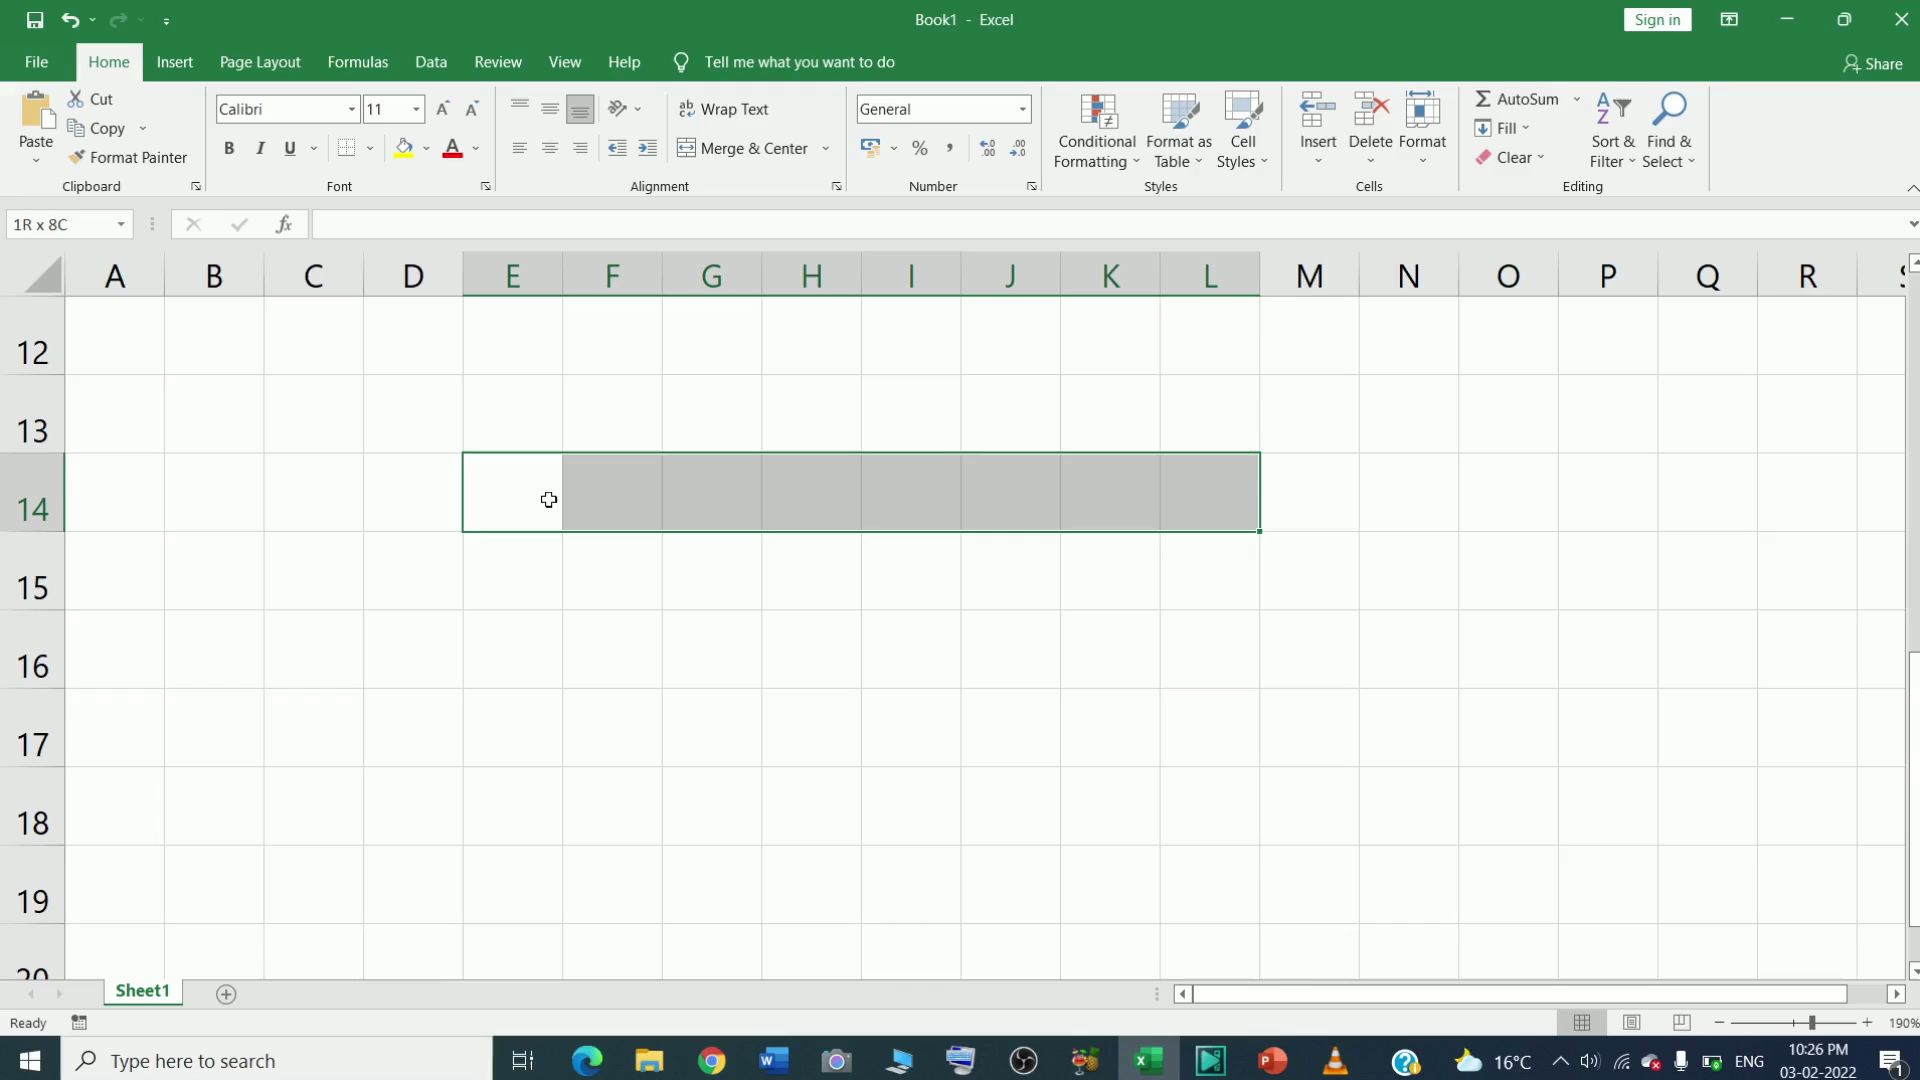 Book1 - Excel
Sign in
File Home Insert Page Layout Formulas Data Review View Help Tell me what you want to do
Share
Paste
Cut
Copy
Format Painter
Clipboard
Calibri 11
B I U
Font
Wrap Text
Merge & Center
Alignment
General
Number
Conditional Formatting
Format as Table
Cell Styles
Styles
Insert Delete Format
Cells
AutoSum
Fill
Clear
Sort & Filter
Find & Select
Editing
1R x 8C fx
A B C D E F G H I J K L M N O P Q R
12
13
14
15
16
17
18
19
20
Sheet1
Ready
190%
Type here to search
16°C
ENG
10:26 PM
03-02-2022
1